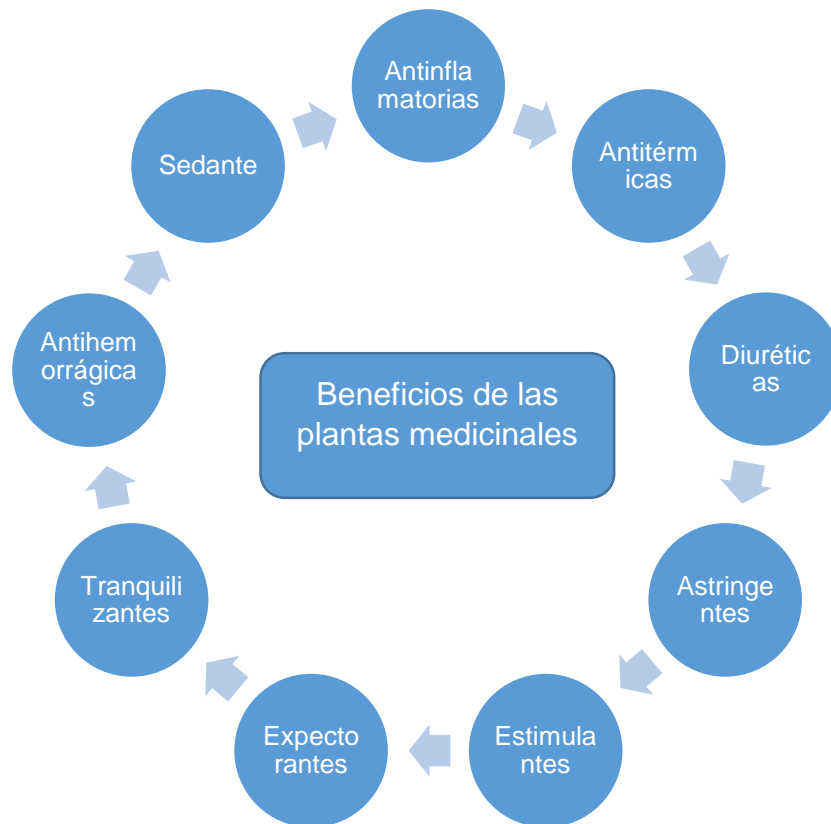 Antinfla
matorias
Antitérm
icas
Diurétic
as
Astringe
ntes
Estimula
ntes
Expecto
rantes
Tranquili
zantes
Antihem
orrágica
s
Sedante
Beneficios de las
plantas medicinales